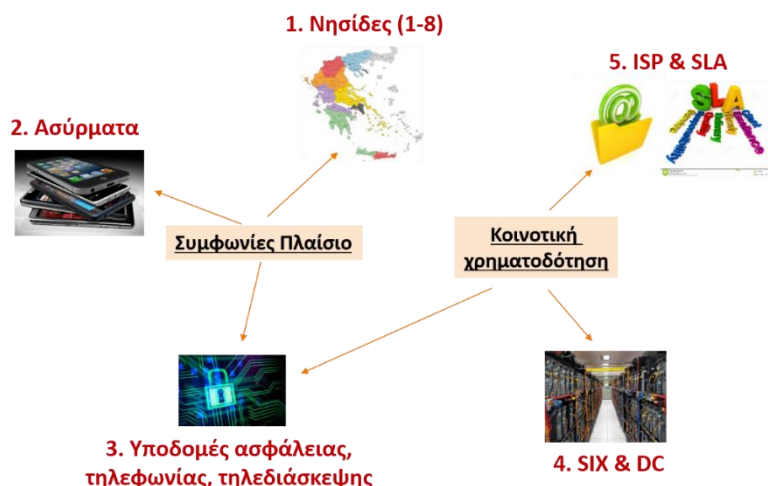 1. Νησίδες (1-8)
5. ISP & SLA
2. Ασύρματα
SLA
Συμφωνίες Πλαίσιο
Κοινοτική
χρηματοδότηση
3. Υποδομές ασφάλειας,
τηλεφωνίας, τηλεδιάσκεψης
4. SIX & DC